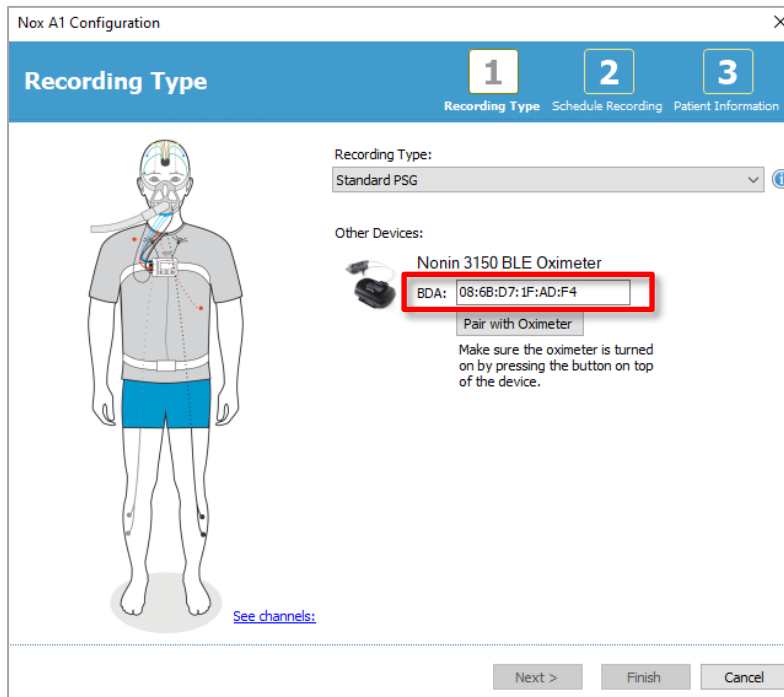 Nox A1 Configuration
Recording Type
1
Recording Type
2
Schedule Recording
3
Patient Information
Recording Type:
Standard PSG
Other Devices:
Nonin 3150 BLE Oximeter
BDA: 08:6B:D7:1F:AD:F4
Pair with Oximeter
Make sure the oximeter is turned
on by pressing the button on top
of the device.
See channels:
Next >
Finish
Cancel